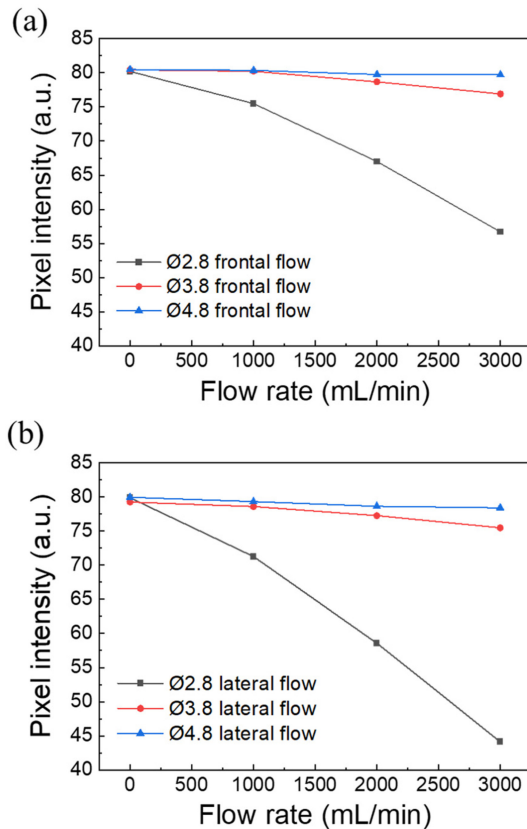 (a)
85
80
75
70
65
60
55
50
45
40
Pixel intensity (a.u.)
Ø2.8 frontal flow
Ø3.8 frontal flow
Ø4.8 frontal flow
0 500 1000 1500 2000 2500 3000
Flow rate (mL/min)
(b)
85
80
75
70
65
60
55
50
45
40
Pixel intensity (a.u.)
Ø2.8 lateral flow
Ø3.8 lateral flow
Ø4.8 lateral flow
0 500 1000 1500 2000 2500 3000
Flow rate (mL/min)